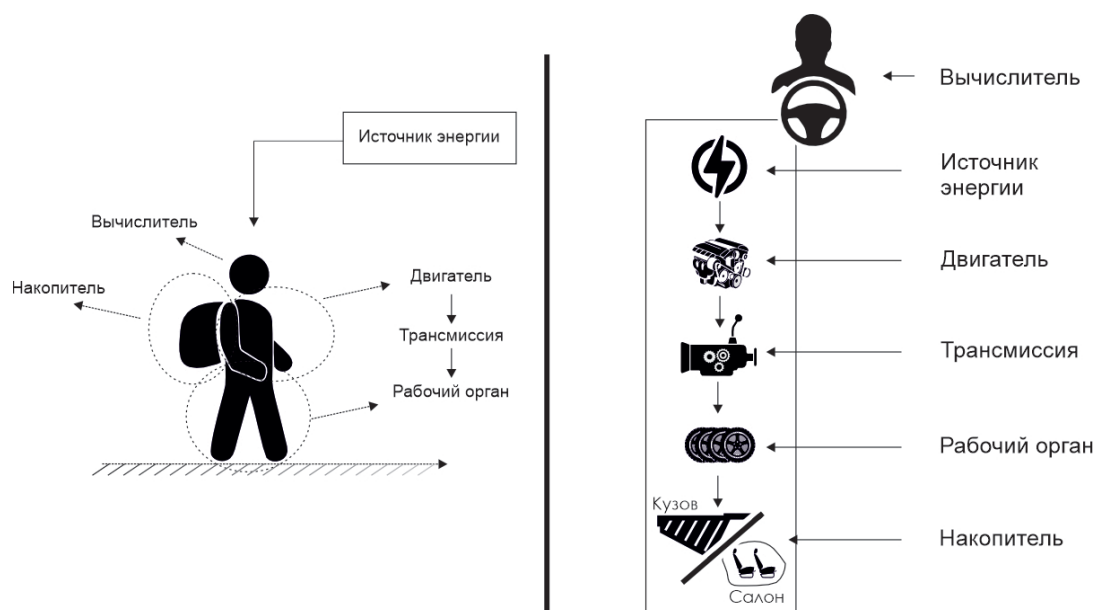 Источник энергии
Вычислитель
Накопитель
Двигатель
Трансмиссия
Рабочий орган
Вычислитель
Источник
энергии
Двигатель
Трансмиссия
Рабочий орган
Кузов
Накопитель
Салон